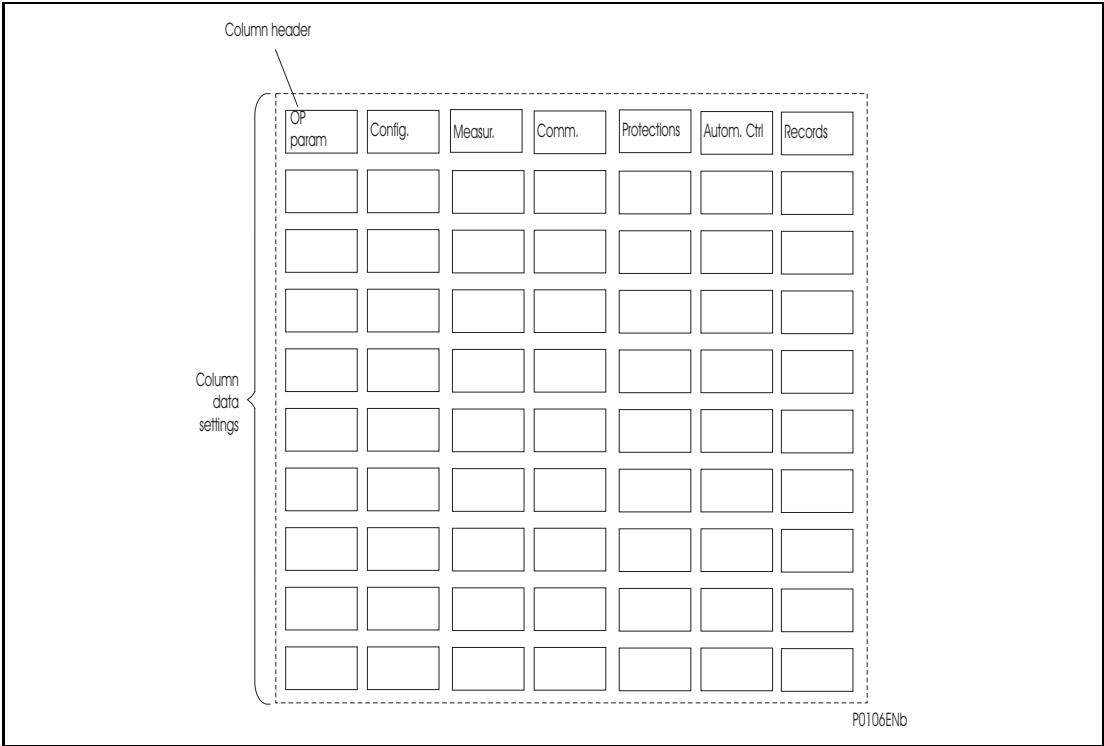 Column header
OP
param
Config.
Measur.
Comm.
Protections
Autom. Ctrl
Records
Column
data
settings
P0106ENb